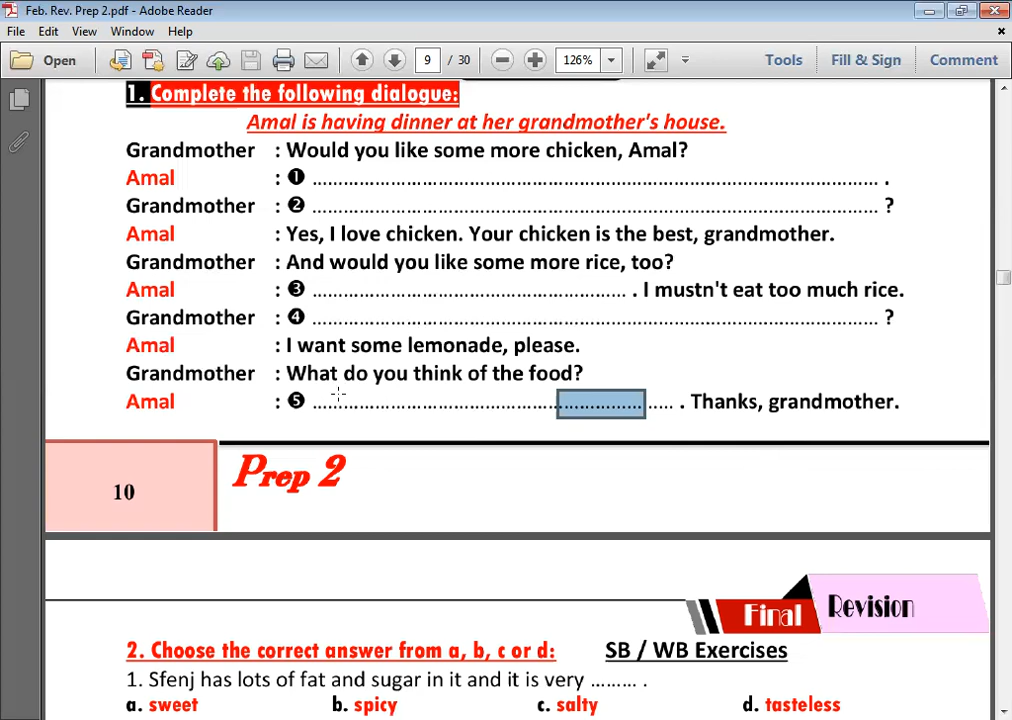 Feb. Rev. Prep 2.pdf - Adobe Reader
File Edit View Window Help
Open 9 / 30 126% Tools Fill & Sign Comment
1. Complete the following dialogue:
Amal is having dinner at her grandmother's house.
Grandmother : Would you like some more chicken, Amal?
Amal : ❶ ........................................................................ .
Grandmother : ❷ ........................................................................ ?
Amal : Yes, I love chicken. Your chicken is the best, grandmother.
Grandmother : And would you like some more rice, too?
Amal : ❸ ........................................ . I mustn't eat too much rice.
Grandmother : ❹ ........................................................................ ?
Amal : I want some lemonade, please.
Grandmother : What do you think of the food?
Amal : ❺ .............................................. . Thanks, grandmother.
10
Prep 2
Final Revision
2. Choose the correct answer from a, b, c or d: SB / WB Exercises
1. Sfenj has lots of fat and sugar in it and it is very ......... .
a. sweet b. spicy c. salty d. tasteless